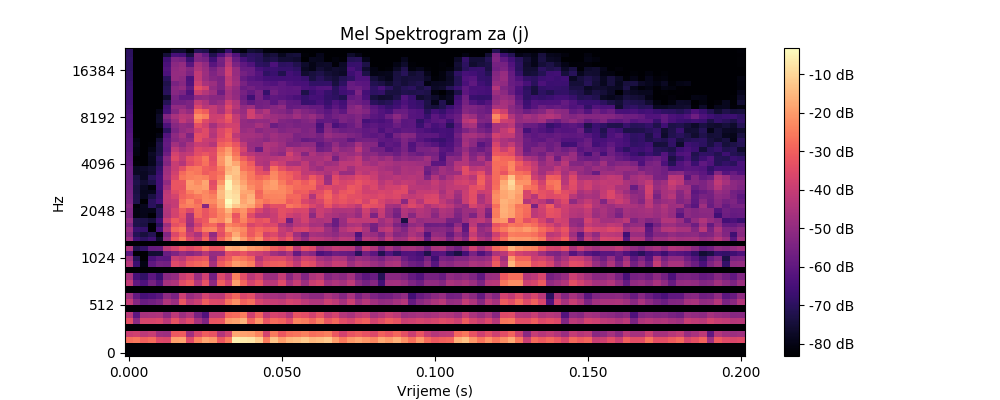 Mel Spektrogram za (j)
Hz
16384
8192
4096
2048
1024
512
0
0.000 0.050 0.100 0.150 0.200
Vrijeme (s)
-10 dB
-20 dB
-30 dB
-40 dB
-50 dB
-60 dB
-70 dB
-80 dB